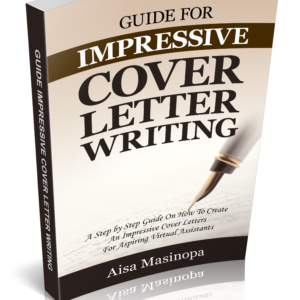 GUIDE FOR
IMPRESSIVE
COVER
LETTER
WRITING
A Step by Step Guide On How To Create
An Impressive Cover Letters
For Aspiring Virtual Assistants
Aisa Masinopa
GUIDE IMPRESSIVE COVER LETTER WRITING